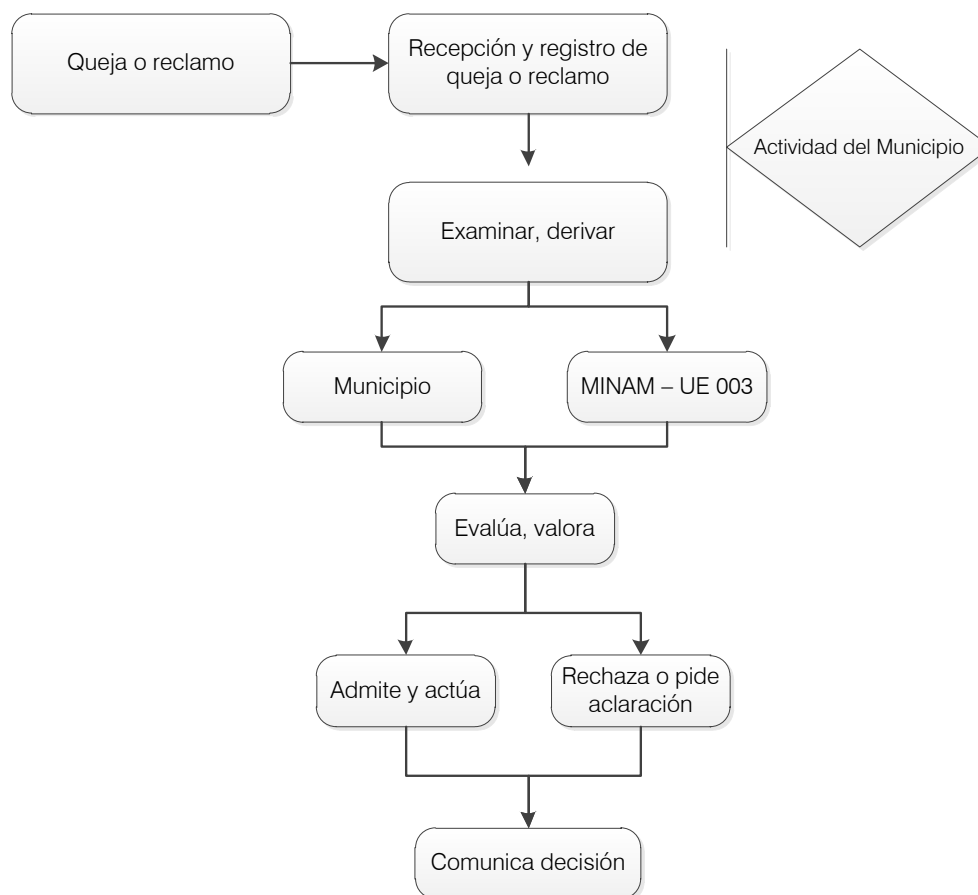 Queja o reclamo
Recepción y registro de
queja o reclamo
Actividad del Municipio
Examinar, derivar
Municipio
MINAM – UE 003
Evalúa, valora
Admite y actúa
Rechaza o pide
aclaración
Comunica decisión